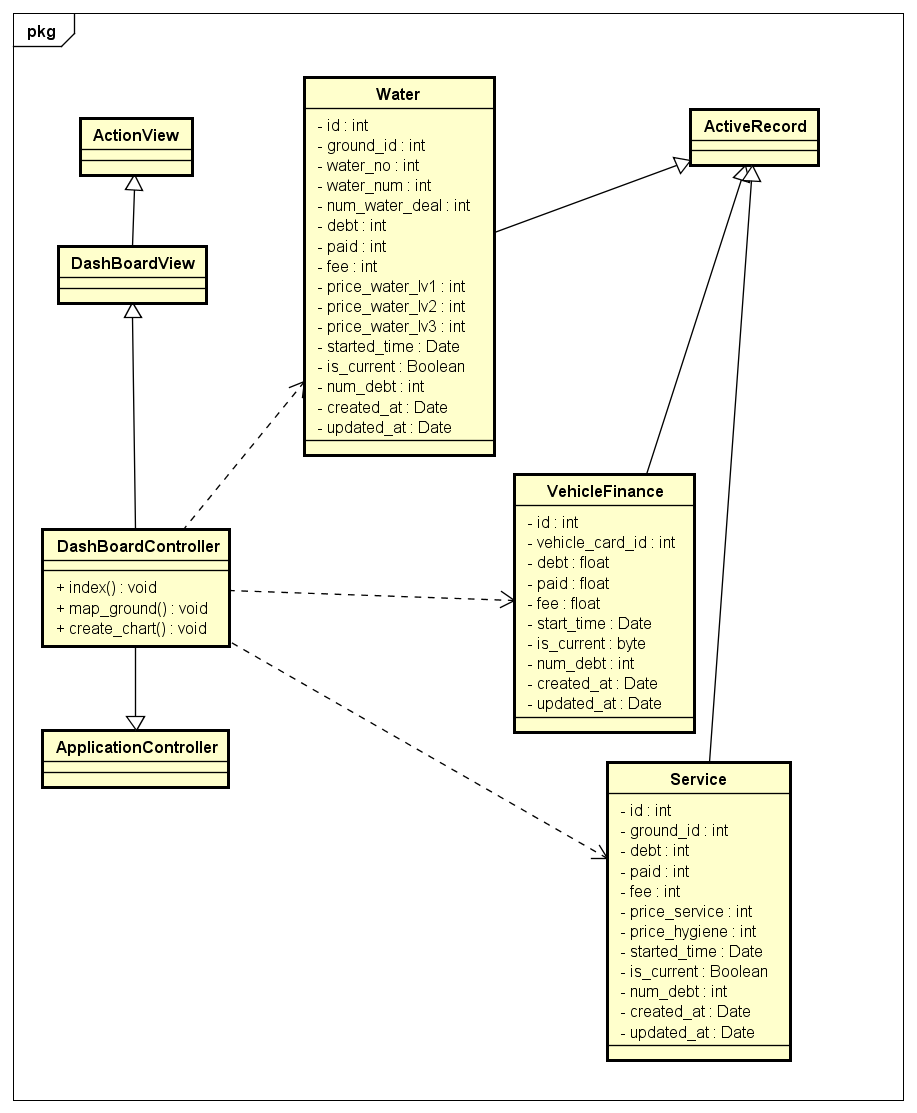 pkg
Water
- id : int
- ground_id : int
- water_no : int
- water_num : int
- num_water_deal : int
- debt : int
- paid : int
- fee : int
- price_water_lv1 : int
- price_water_lv2 : int
- price_water_lv3 : int
- started_time : Date
- is_current : Boolean
- num_debt : int
- created_at : Date
- updated_at : Date
ActiveRecord
ActionView
DashBoardView
VehicleFinance
- id : int
- vehicle_card_id : int
- debt : float
- paid : float
- fee : float
- start_time : Date
- is_current : byte
- num_debt : int
- created_at : Date
- updated_at : Date
DashBoardController
+ index() : void
+ map_ground() : void
+ create_chart() : void
ApplicationController
Service
- id : int
- ground_id : int
- debt : int
- paid : int
- fee : int
- price_service : int
- price_hygiene : int
- started_time : Date
- is_current : Boolean
- num_debt : int
- created_at : Date
- updated_at : Date